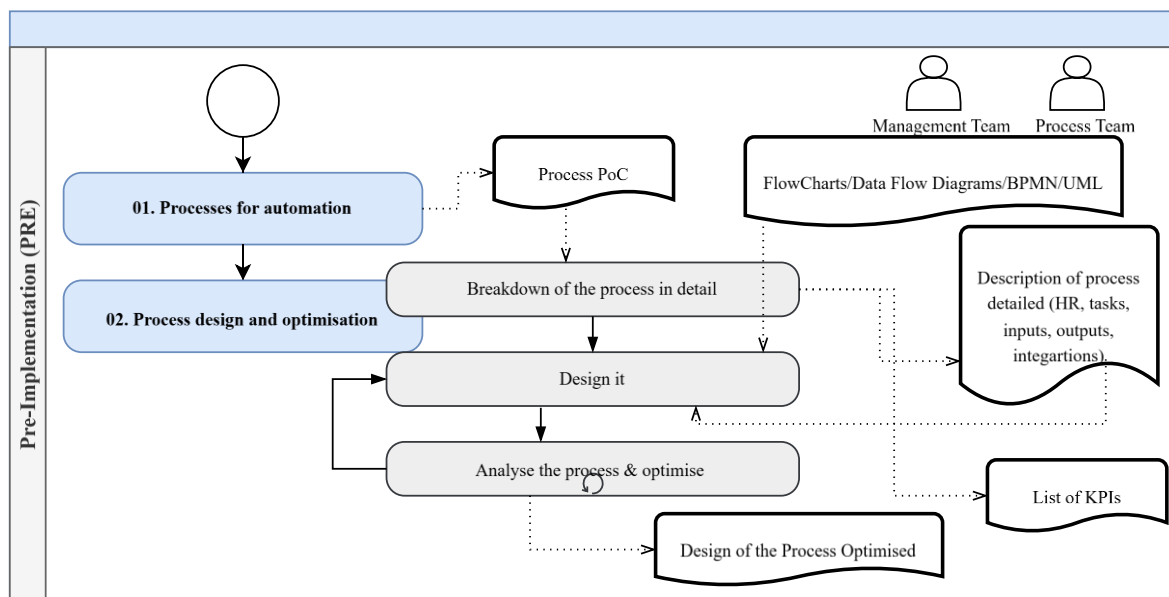 Pre-Implementation (PRE)
Management Team
Process Team
01. Processes for automation
Process PoC
FlowCharts/Data Flow Diagrams/BPMN/UML
02. Process design and optimisation
Breakdown of the process in detail
Description of process
detailed (HR, tasks,
inputs, outputs,
integartions).
Design it
Analyse the process & optimise
List of KPIs
Design of the Process Optimised